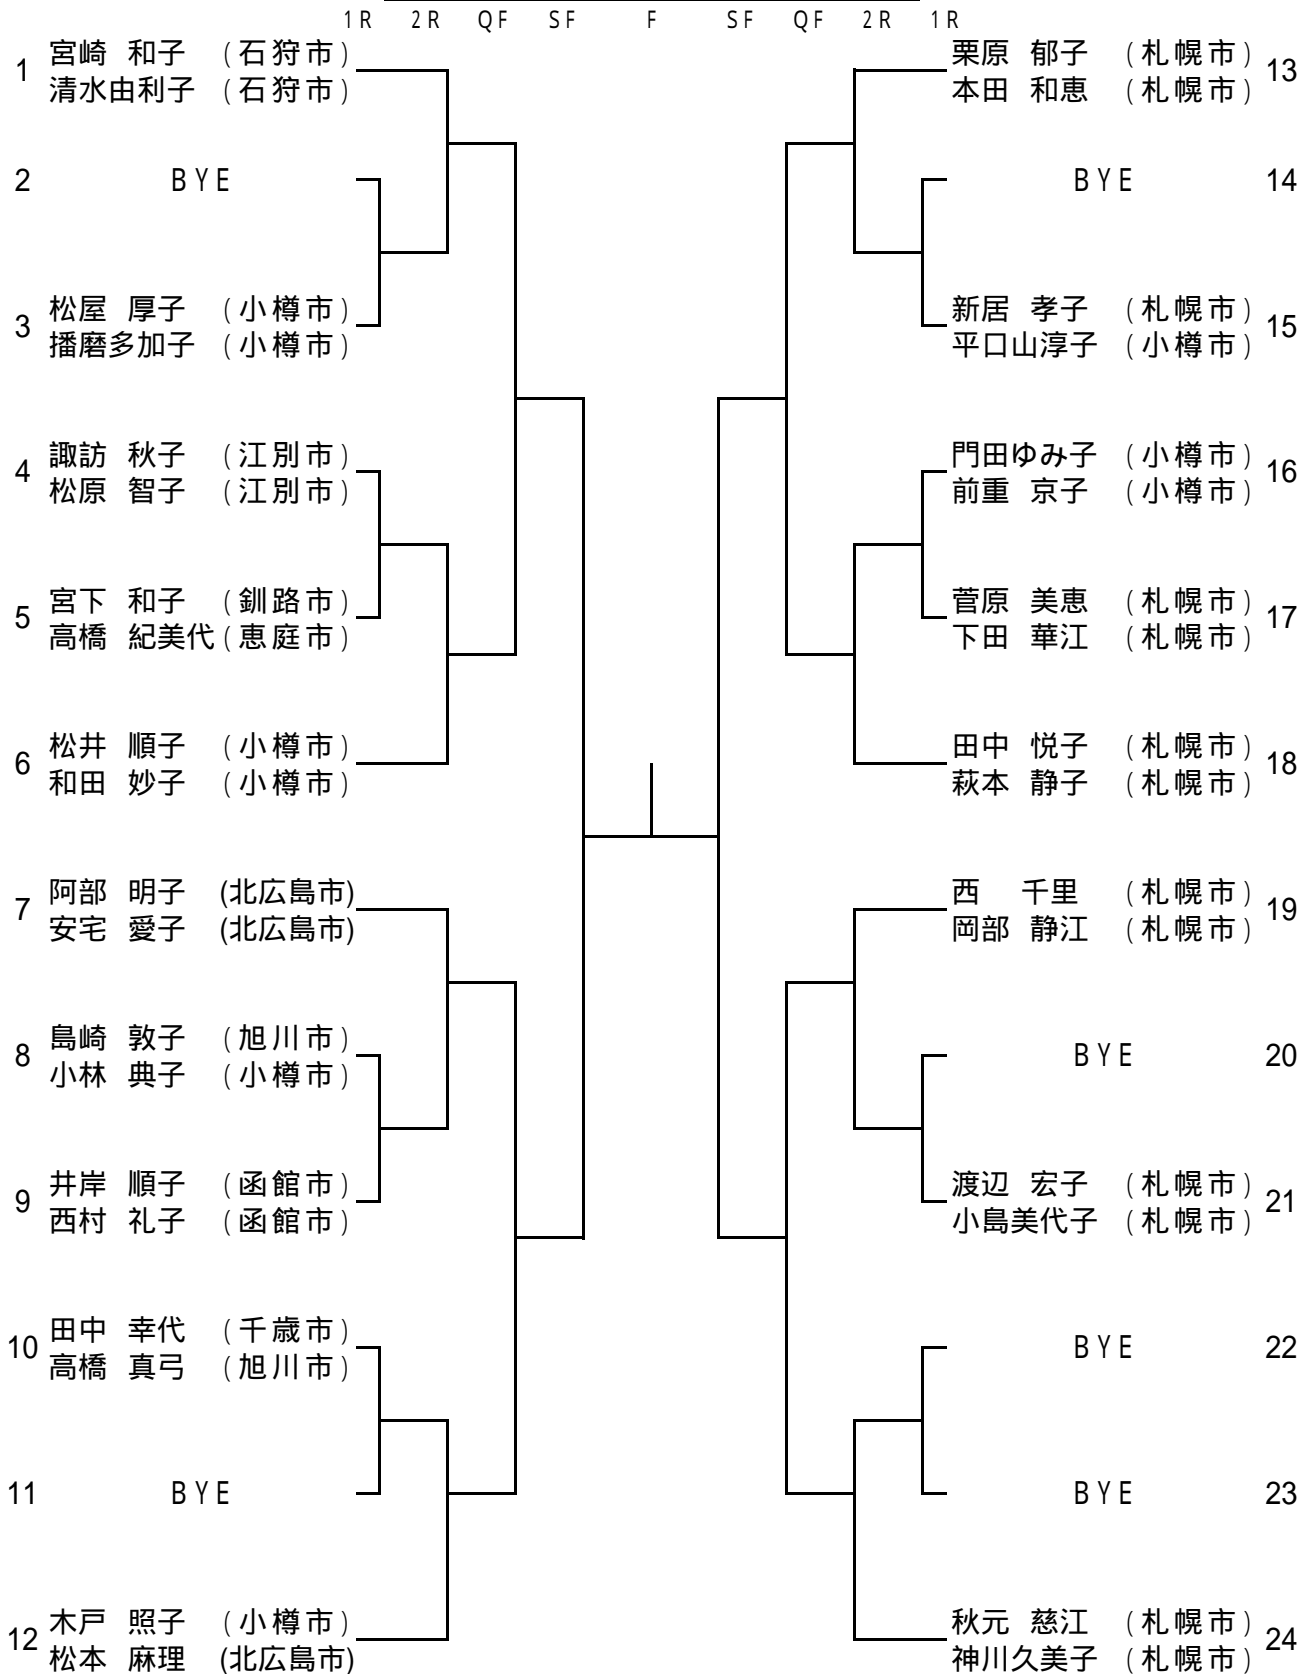 1R 2R QF SF F SF QF 2R 1R
1 宮崎 和子 (石狩市)
清水由利子 (石狩市)
2 BYE
3 松屋 厚子 (小樽市)
播磨多加子 (小樽市)
4 諏訪 秋子 (江別市)
松原 智子 (江別市)
5 宮下 和子 (釧路市)
高橋 紀美代 (恵庭市)
6 松井 順子 (小樽市)
和田 妙子 (小樽市)
7 阿部 明子 (北広島市)
安宅 愛子 (北広島市)
8 島崎 敦子 (旭川市)
小林 典子 (小樽市)
9 井岸 順子 (函館市)
西村 礼子 (函館市)
10 田中 幸代 (千歳市)
高橋 真弓 (旭川市)
11 BYE
12 木戸 照子 (小樽市)
松本 麻理 (北広島市)
栗原 郁子 (札幌市) 13
本田 和恵 (札幌市)
BYE 14
新居 孝子 (札幌市) 15
平口山淳子 (小樽市)
門田ゆみ子 (小樽市) 16
前重 京子 (小樽市)
菅原 美恵 (札幌市) 17
下田 華江 (札幌市)
田中 悦子 (札幌市) 18
萩本 静子 (札幌市)
西 千里 (札幌市) 19
岡部 静江 (札幌市)
BYE 20
渡辺 宏子 (札幌市) 21
小島美代子 (札幌市)
BYE 22
BYE 23
秋元 慈江 (札幌市) 24
神川久美子 (札幌市)